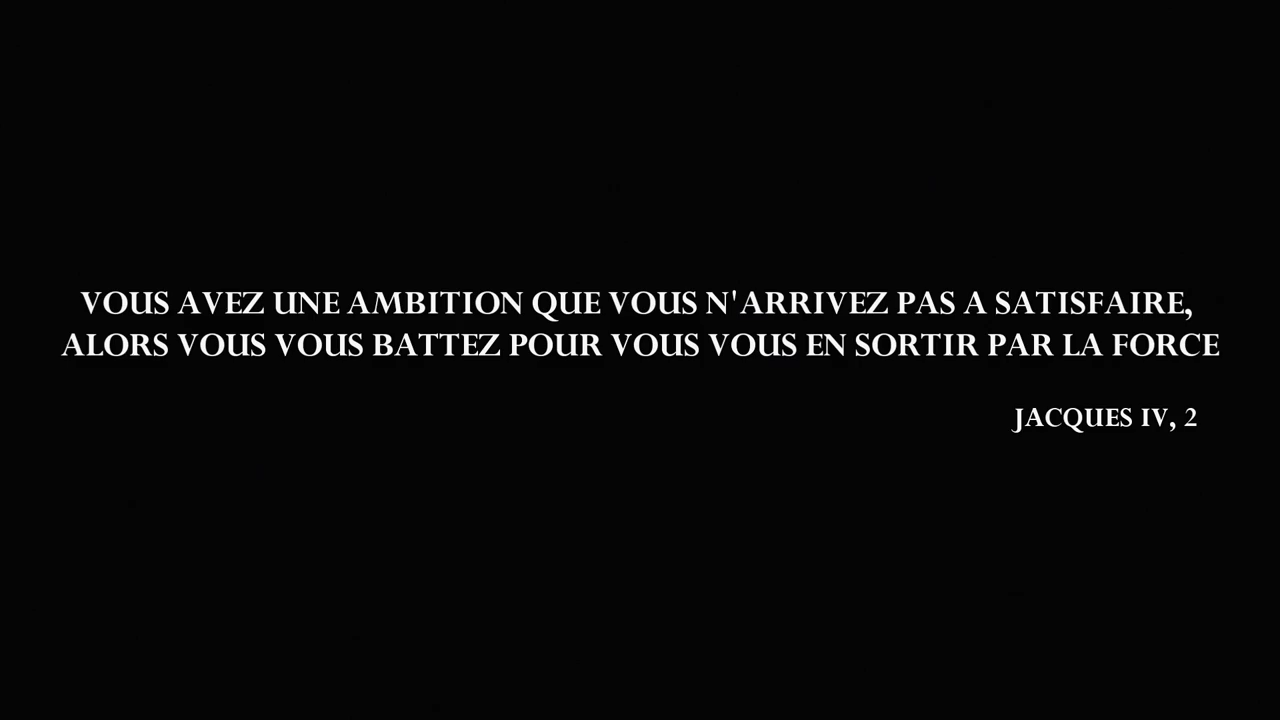 VOUS AVEZ UNE AMBITION QUE VOUS N'ARRIVEZ PAS A SATISFAIRE,
ALORS VOUS VOUS BATTEZ POUR VOUS VOUS EN SORTIR PAR LA FORCE
JACQUES IV, 2